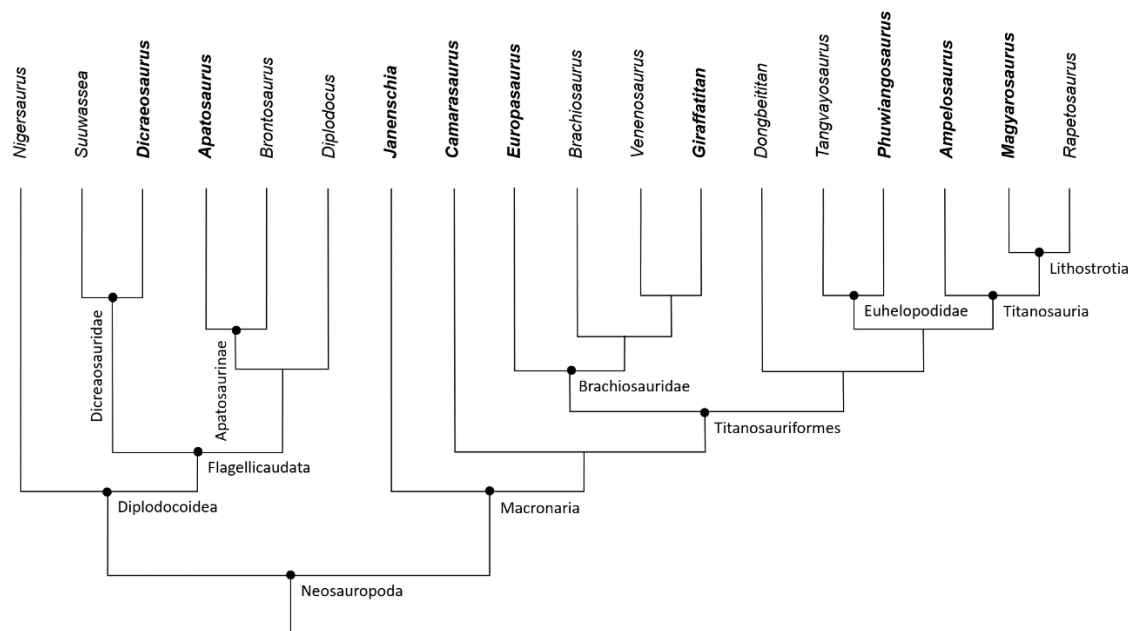 Nigersaurus
Suuwassea
Dicraeosaurus
Apatosaurus
Brontosaurus
Diplodocus
Janenschia
Camarasaurus
Europasaurus
Brachiosaurus
Venenosaurus
Giraffatitan
Dongbeititan
Tangvayosaurus
Phuwiangosaurus
Ampelosaurus
Magyarosaurus
Rapetosaurus
Lithostrotia
Euhelopodidae
Titanosauria
Dicreaosauridae
Apatosaurinae
Brachiosauridae
Titanosauriformes
Flagellicaudata
Diplodocoidea
Macronaria
Neosauropoda